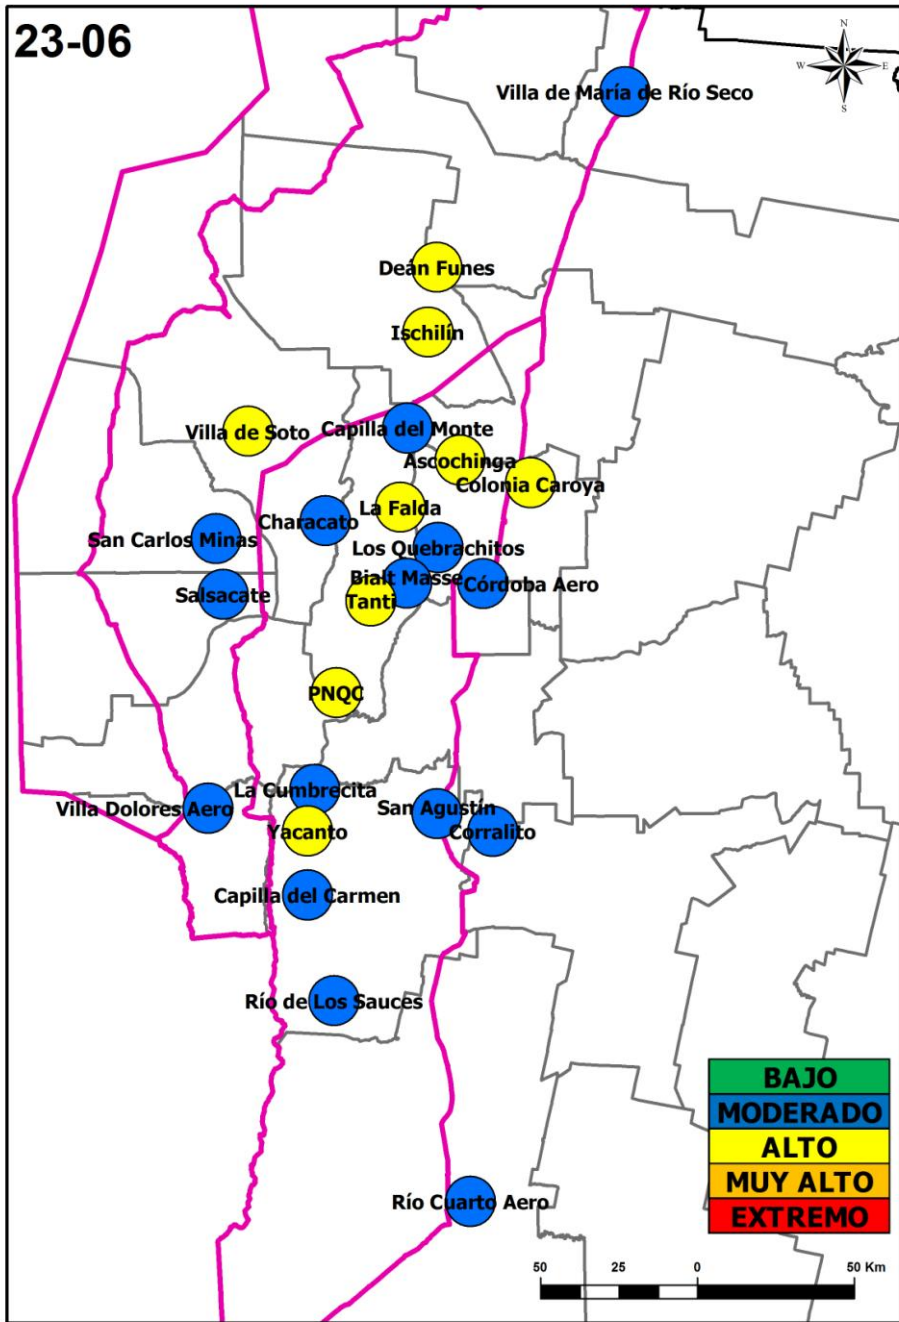 23-06
N
W
E
S
Villa de María de Río Seco
Deán Funes
Ischilín
Villa de Soto
Capilla del Monte
Ascochinga
Colonia Caroya
La Falda
Characato
San Carlos Minas
Los Quebrachitos
Bialt Masse
Córdoba Aero
Salsacate
Tanti
PNQC
La Cumbrecita
Villa Dolores Aero
San Agustín
Yacanto
Corralito
Capilla del Carmen
Río de Los Sauces
Río Cuarto Aero
BAJO
MODERADO
ALTO
MUY ALTO
EXTREMO
50 25 0 50 Km